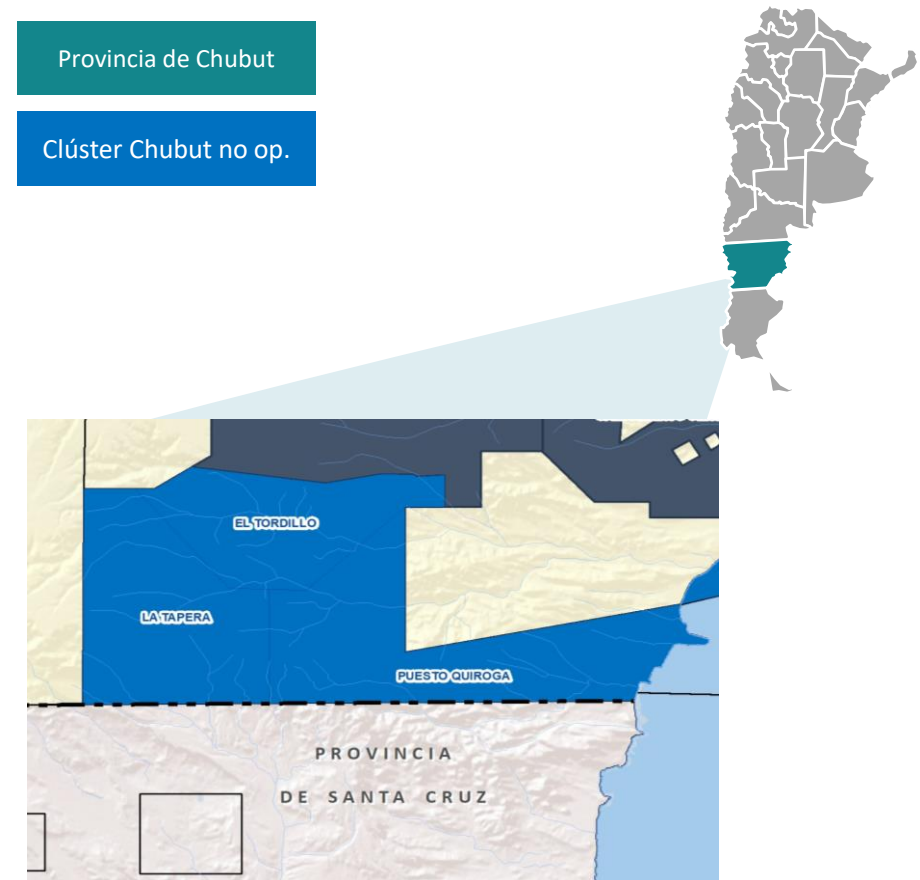 Provincia de Chubut
Clúster Chubut no op.
EL TORDILLO
LA TAPERA
PUESTO QUIROGA
PROVINCIA
DE SANTA CRUZ